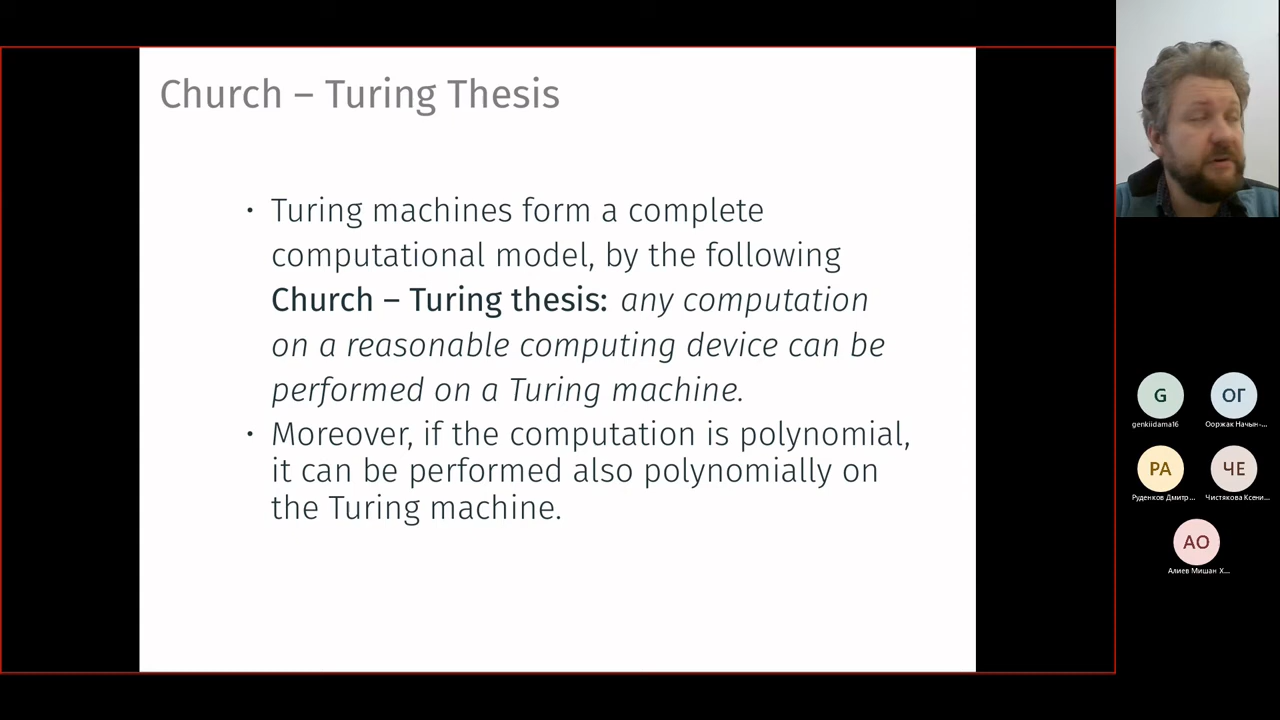 Church – Turing Thesis
• Turing machines form a complete
computational model, by the following
Church – Turing thesis: any computation
on a reasonable computing device can be
performed on a Turing machine.
• Moreover, if the computation is polynomial,
it can be performed also polynomially on
the Turing machine.
G
ОГ
genkiidama16
Ооржак Начын-...
РА
ЧЕ
Руденков Дмитр...
Чистякова Ксени...
АО
Алиев Мишан Х...